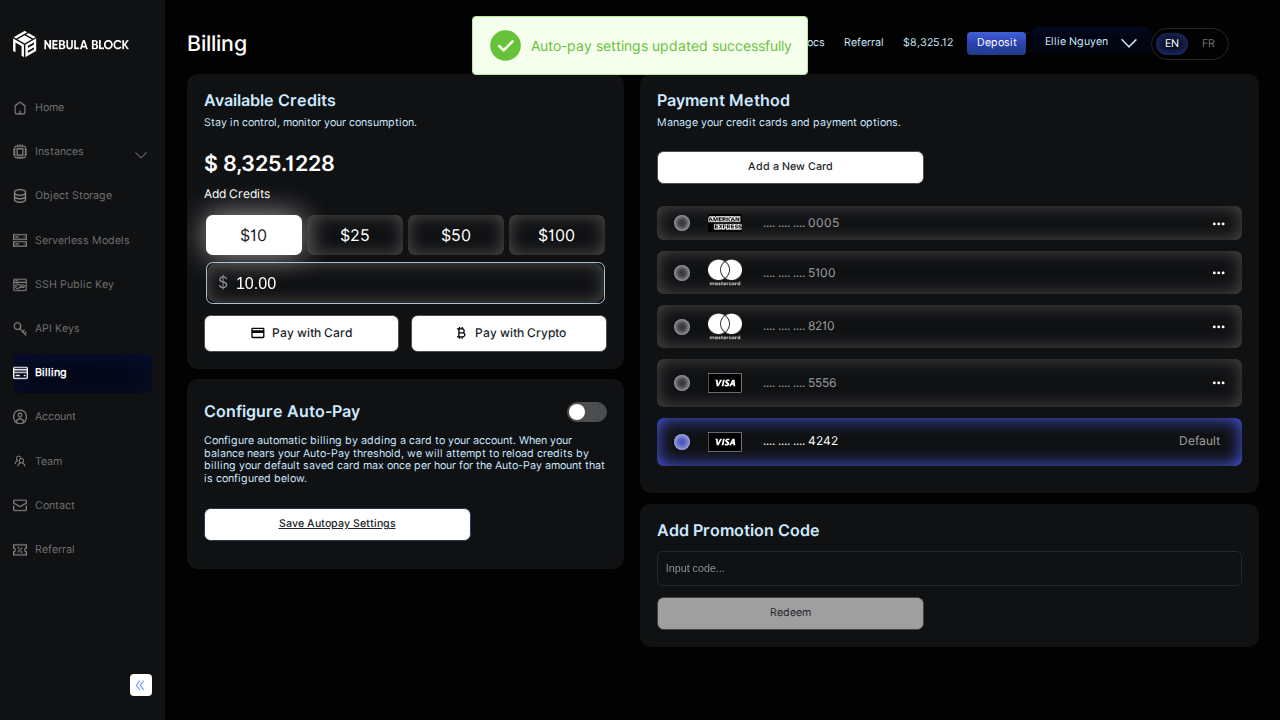 NEBULA BLOCK
Home
Instances
Object Storage
Serverless Models
SSH Public Key
API Keys
Billing
Account
Team
Contact
Referral
Billing
Auto-pay settings updated successfully
ocs
Referral
$8,325.12
Deposit
Ellie Nguyen
EN
FR
Available Credits
Stay in control, monitor your consumption.
$ 8,325.1228
Add Credits
$10
$25
$50
$100
$ 10.00
Pay with Card
Pay with Crypto
Configure Auto-Pay
Configure automatic billing by adding a card to your account. When your
balance nears your Auto-Pay threshold, we will attempt to reload credits by
billing your default saved card max once per hour for the Auto-Pay amount that
is configured below.
Save Autopay Settings
Payment Method
Manage your credit cards and payment options.
Add a New Card
AMERICAN EXPRESS .... .... .... 0005
mastercard .... .... .... 5100
mastercard .... .... .... 8210
VISA .... .... .... 5556
VISA .... .... .... 4242 Default
Add Promotion Code
Input code...
Redeem